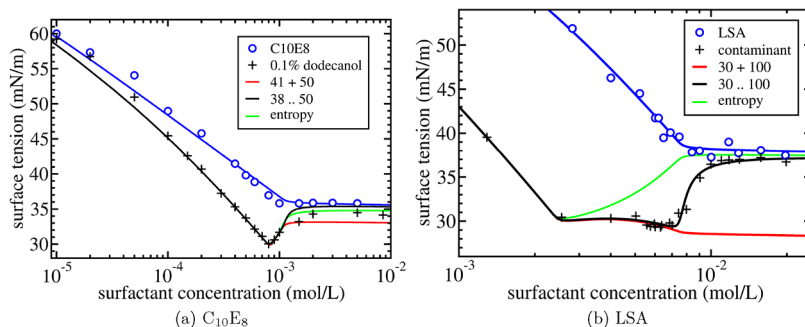 60
55
50
45
40
35
30
surface tension (mN/m)
C10E8
0.1% dodecanol
41 + 50
38 .. 50
entropy
10⁻⁵ 10⁻⁴ 10⁻³ 10⁻²
surfactant concentration (mol/L)
(a) C₁₀E₈
50
45
40
35
30
surface tension (mN/m)
LSA
contaminant
30 + 100
30 .. 100
entropy
10⁻³ 10⁻²
surfactant concentration (mol/L)
(b) LSA